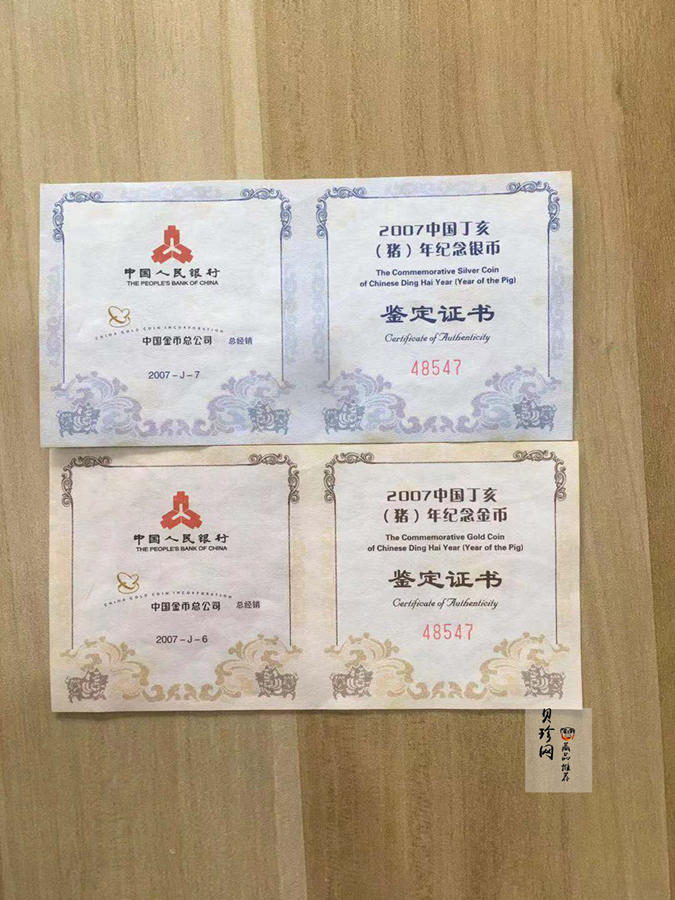 中国人民银行
THE PEOPLE'S BANK OF CHINA
CHINA GOLD COIN INCORPORATION
中国金币总公司 总经销
2007-J-7
2007中国丁亥
(猪)年纪念银币
The Commemorative Silver Coin
of Chinese Ding Hai Year (Year of the Pig)
鉴定证书
Certificate of Authenticity
48547
中国人民银行
THE PEOPLE'S BANK OF CHINA
CHINA GOLD COIN INCORPORATION
中国金币总公司 总经销
2007-J-6
2007中国丁亥
(猪)年纪念金币
The Commemorative Gold Coin
of Chinese Ding Hai Year (Year of the Pig)
鉴定证书
Certificate of Authenticity
48547
贝珍网
藏品推荐